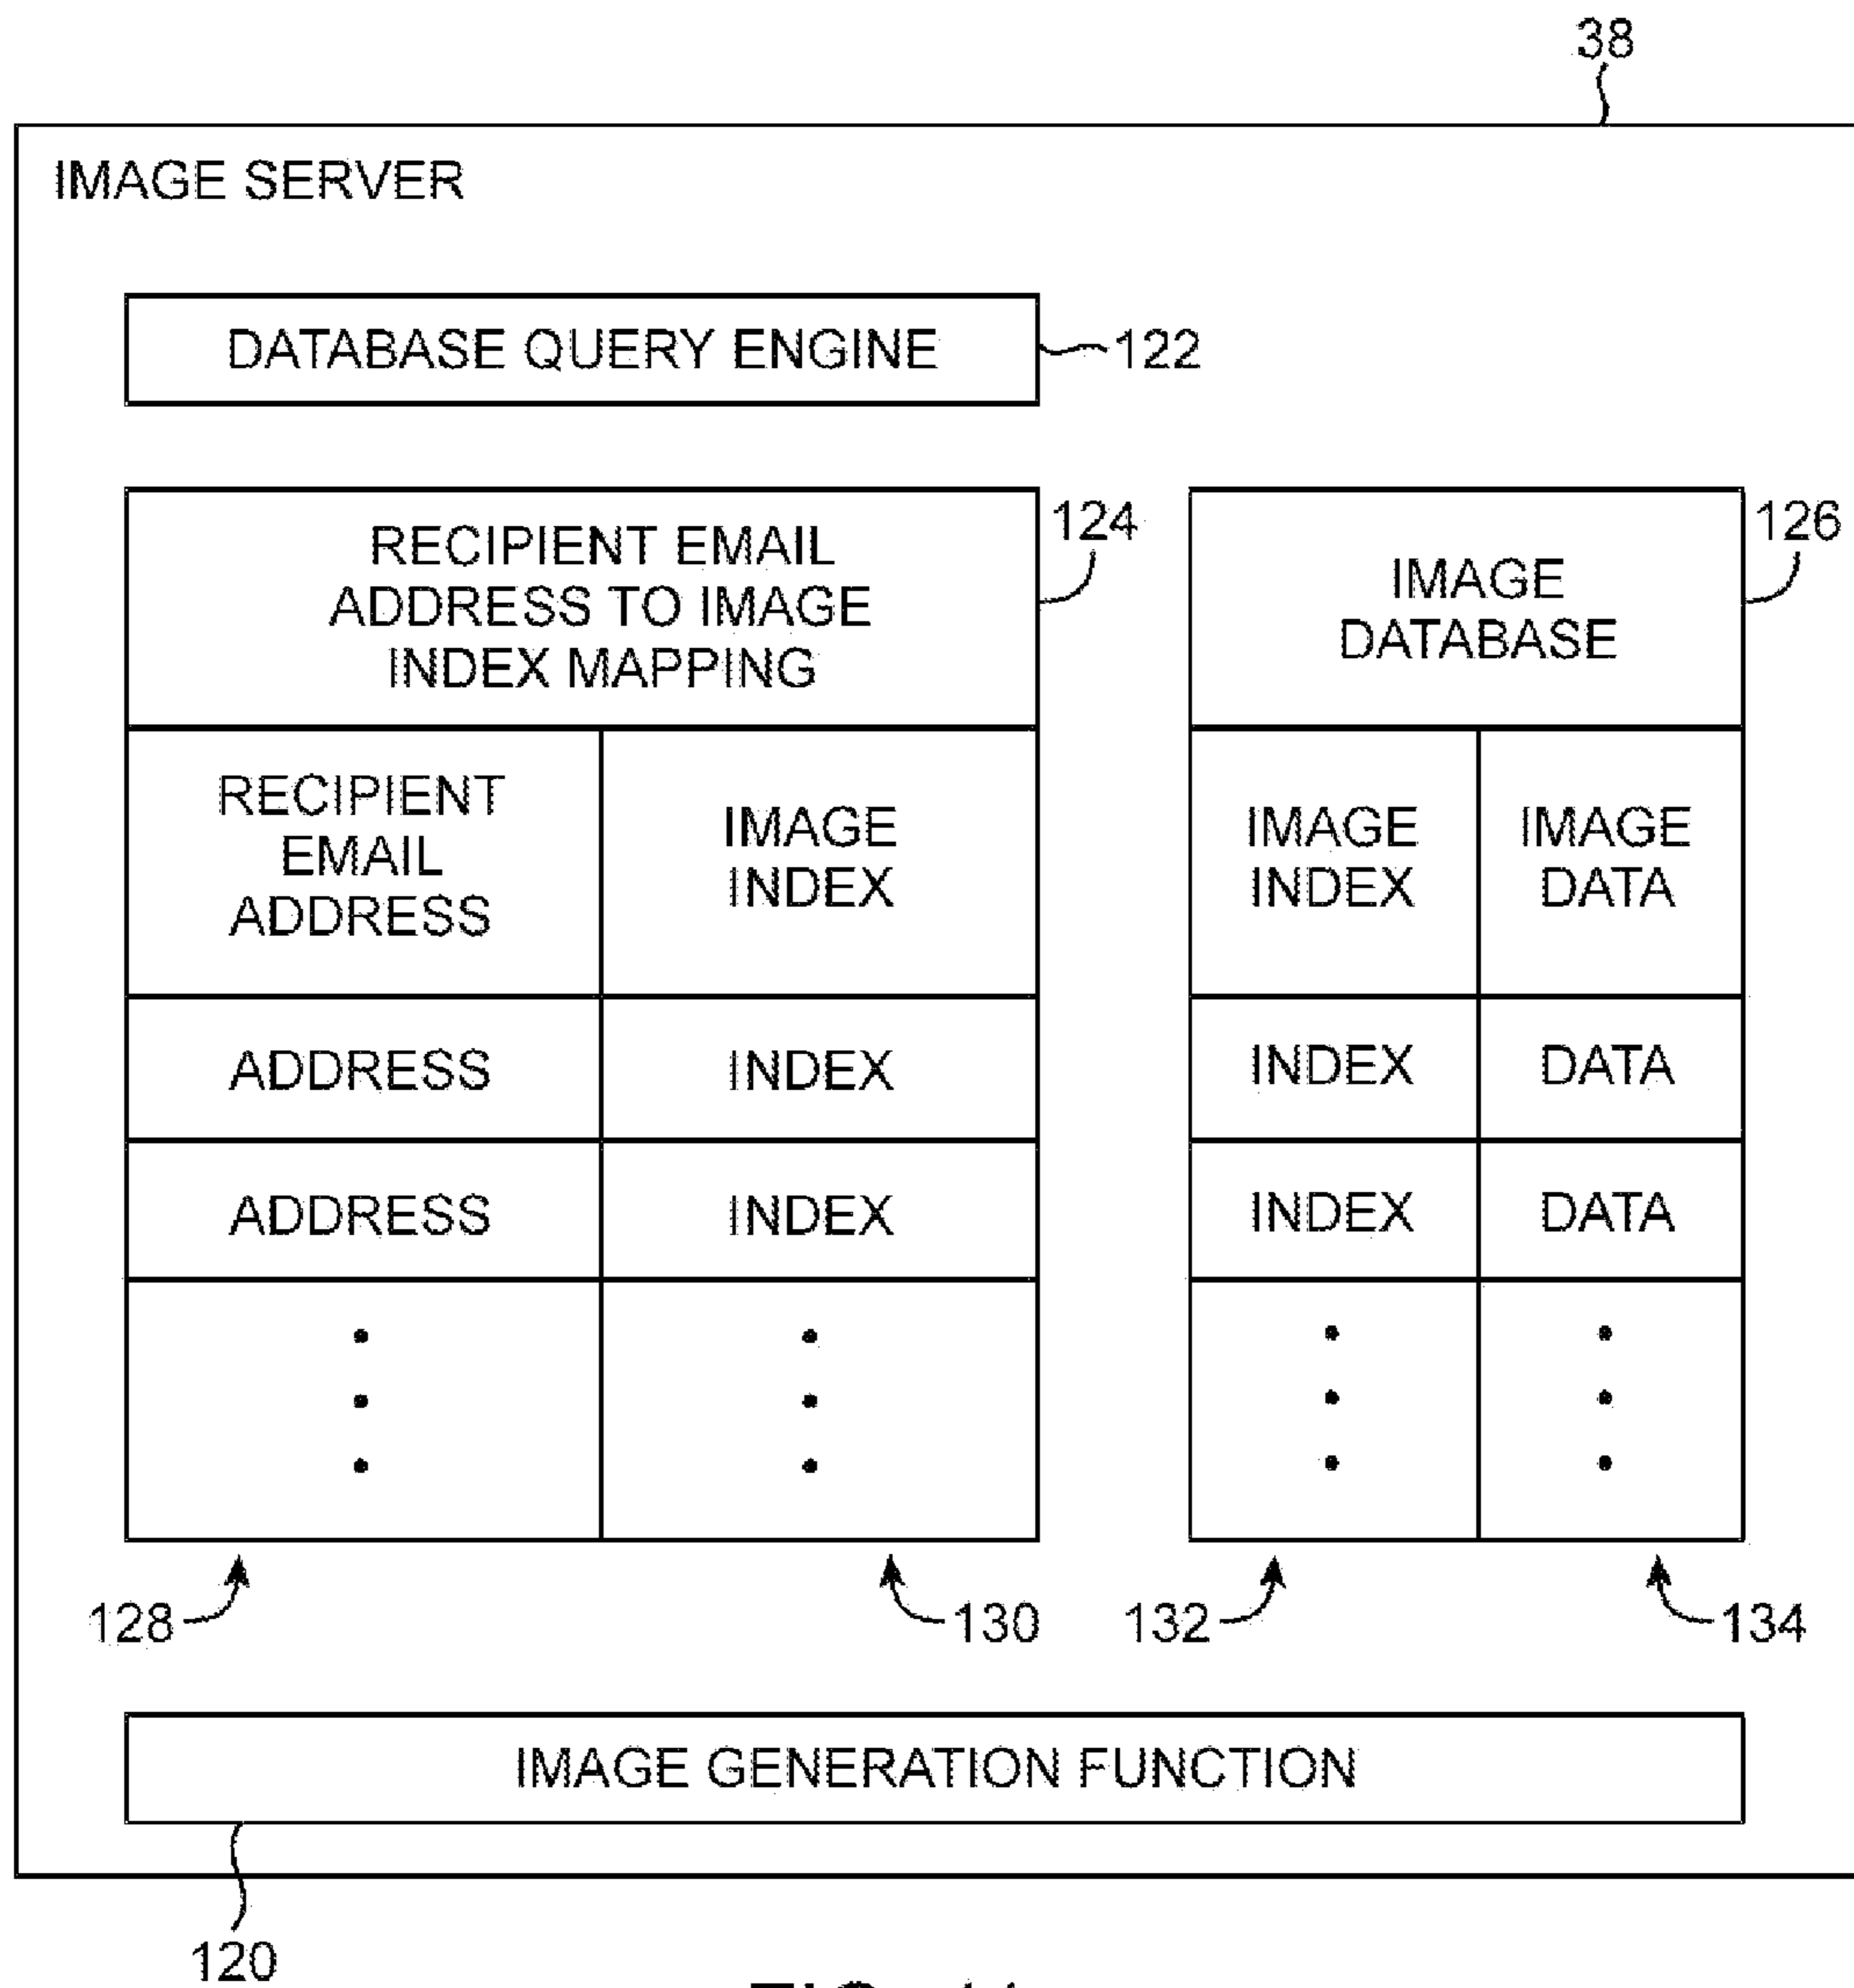 38
IMAGE SERVER
DATABASE QUERY ENGINE
122
RECIPIENT EMAIL
ADDRESS TO IMAGE
INDEX MAPPING
124
IMAGE
DATABASE
126
RECIPIENT
EMAIL
ADDRESS
IMAGE
INDEX
IMAGE
INDEX
IMAGE
DATA
ADDRESS
INDEX
INDEX
DATA
ADDRESS
INDEX
INDEX
DATA
128
130
132
134
IMAGE GENERATION FUNCTION
120